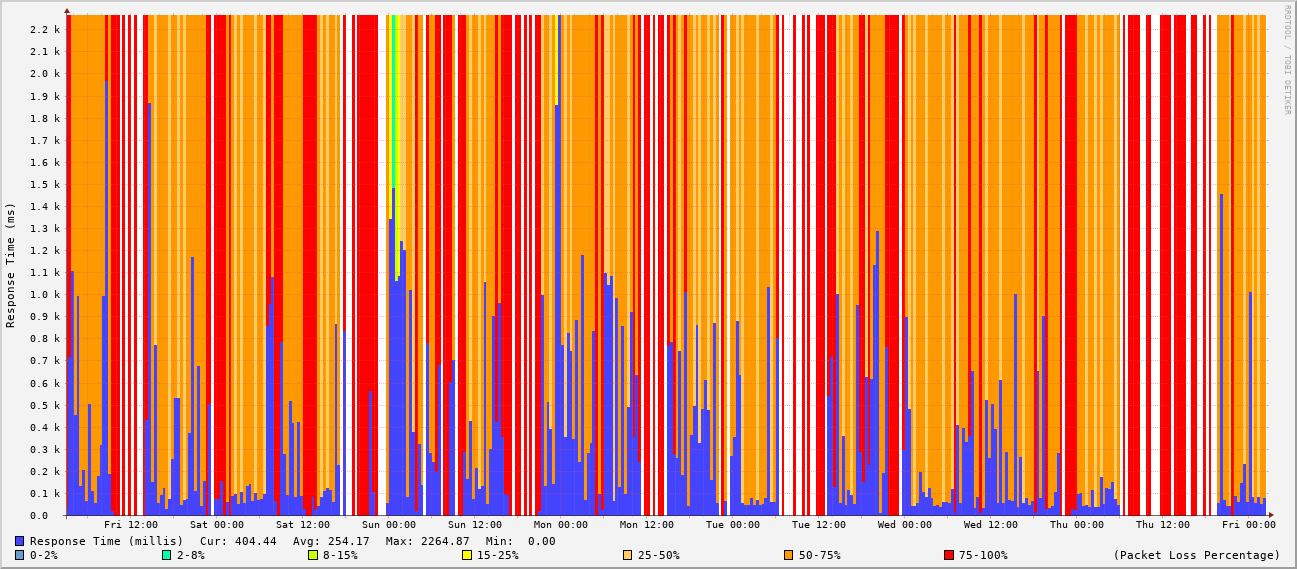 RRDTOOL / TOBI OETIKER
Response Time (ms)
2.2 k
2.1 k
2.0 k
1.9 k
1.8 k
1.7 k
1.6 k
1.5 k
1.4 k
1.3 k
1.2 k
1.1 k
1.0 k
0.9 k
0.8 k
0.7 k
0.6 k
0.5 k
0.4 k
0.3 k
0.2 k
0.1 k
0.0
Fri 12:00 Sat 00:00 Sat 12:00 Sun 00:00 Sun 12:00 Mon 00:00 Mon 12:00 Tue 00:00 Tue 12:00 Wed 00:00 Wed 12:00 Thu 00:00 Thu 12:00 Fri 00:00
Response Time (millis) Cur: 404.44 Avg: 254.17 Max: 2264.87 Min: 0.00
0-2% 2-8% 8-15% 15-25% 25-50% 50-75% 75-100% (Packet Loss Percentage)